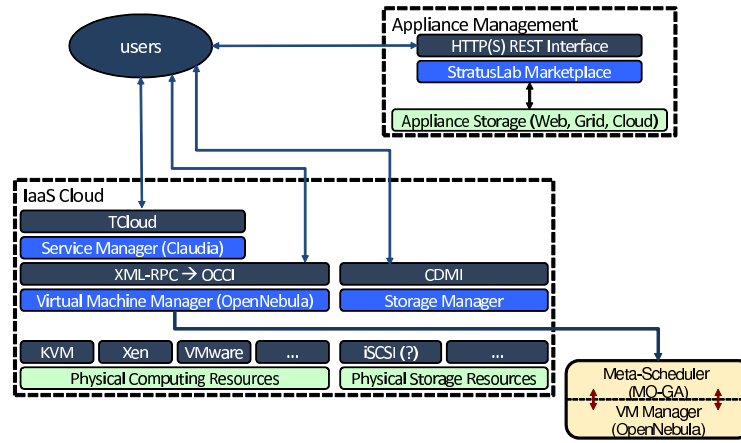 users
Appliance Management
HTTP(S) REST Interface
StratusLab Marketplace
Appliance Storage (Web, Grid, Cloud)
IaaS Cloud
TCloud
Service Manager (Claudia)
XML-RPC → OCCI
CDMI
Virtual Machine Manager (OpenNebula)
Storage Manager
KVM
Xen
VMware
...
iSCSI (?)
...
Physical Computing Resources
Physical Storage Resources
Meta-Scheduler
(MO-GA)
VM Manager
(OpenNebula)